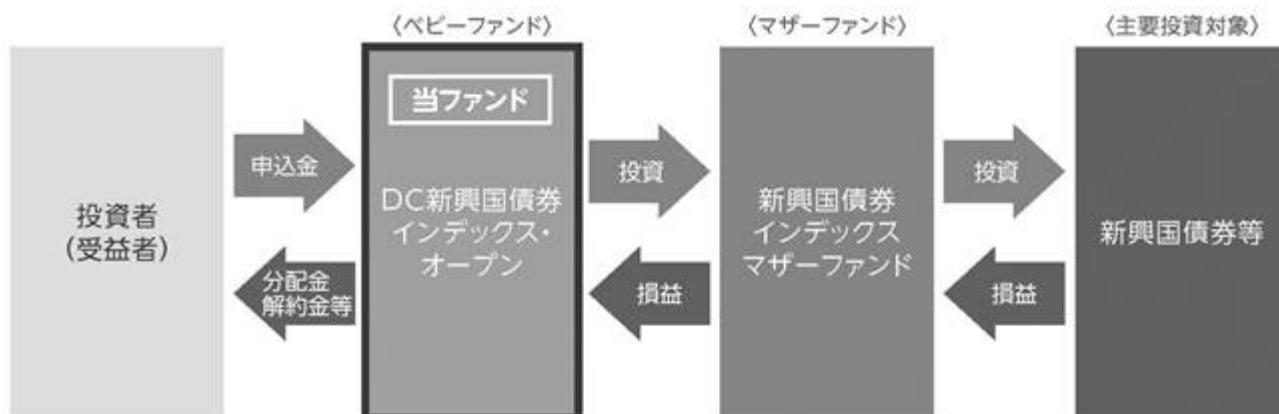 〈ベビーファンド〉
〈マザーファンド〉
〈主要投資対象〉
投資者
(受益者)
申込金
分配金
解約金等
当ファンド
DC新興国債券
インデックス・
オープン
投資
損益
新興国債券
インデックス
マザーファンド
投資
損益
新興国債券等